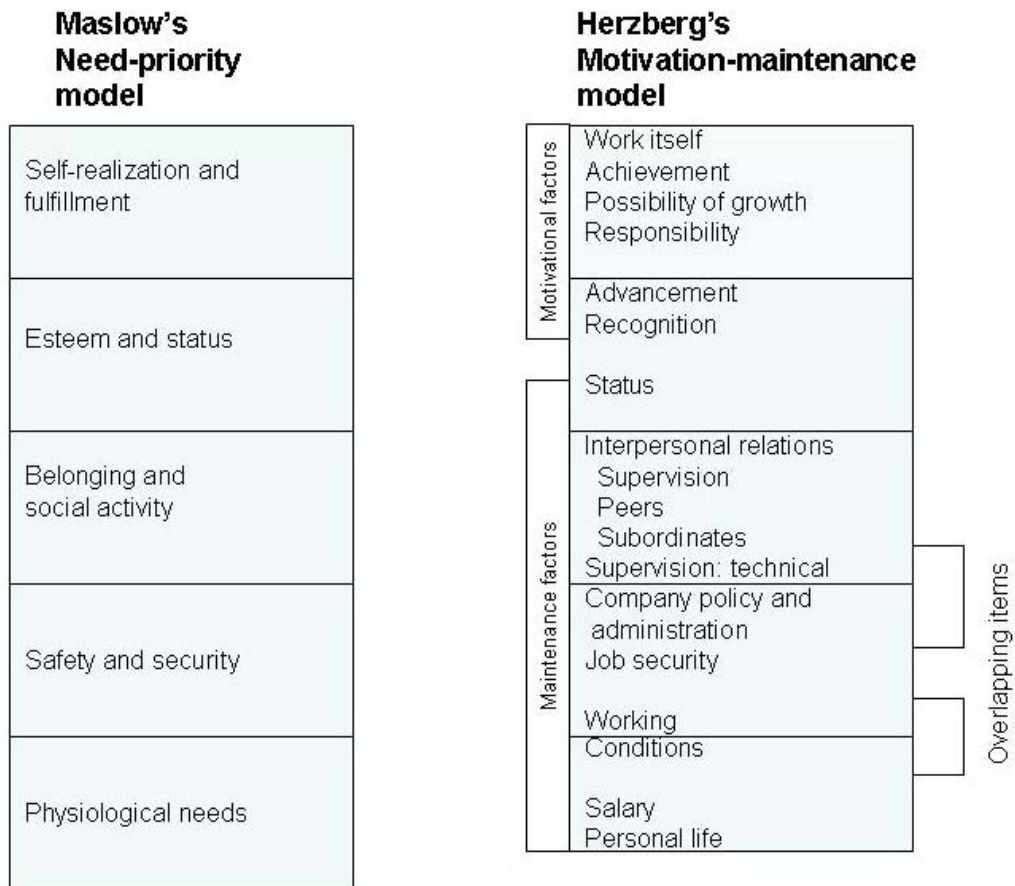 Maslow's
Need-priority
model
Self-realization and
fulfillment
Esteem and status
Belonging and
social activity
Safety and security
Physiological needs
Herzberg's
Motivation-maintenance
model
Motivational factors
Work itself
Achievement
Possibility of growth
Responsibility
Advancement
Recognition
Maintenance factors
Status
Interpersonal relations
Supervision
Peers
Subordinates
Supervision: technical
Company policy and
administration
Job security
Working
Conditions
Salary
Personal life
Overlapping items